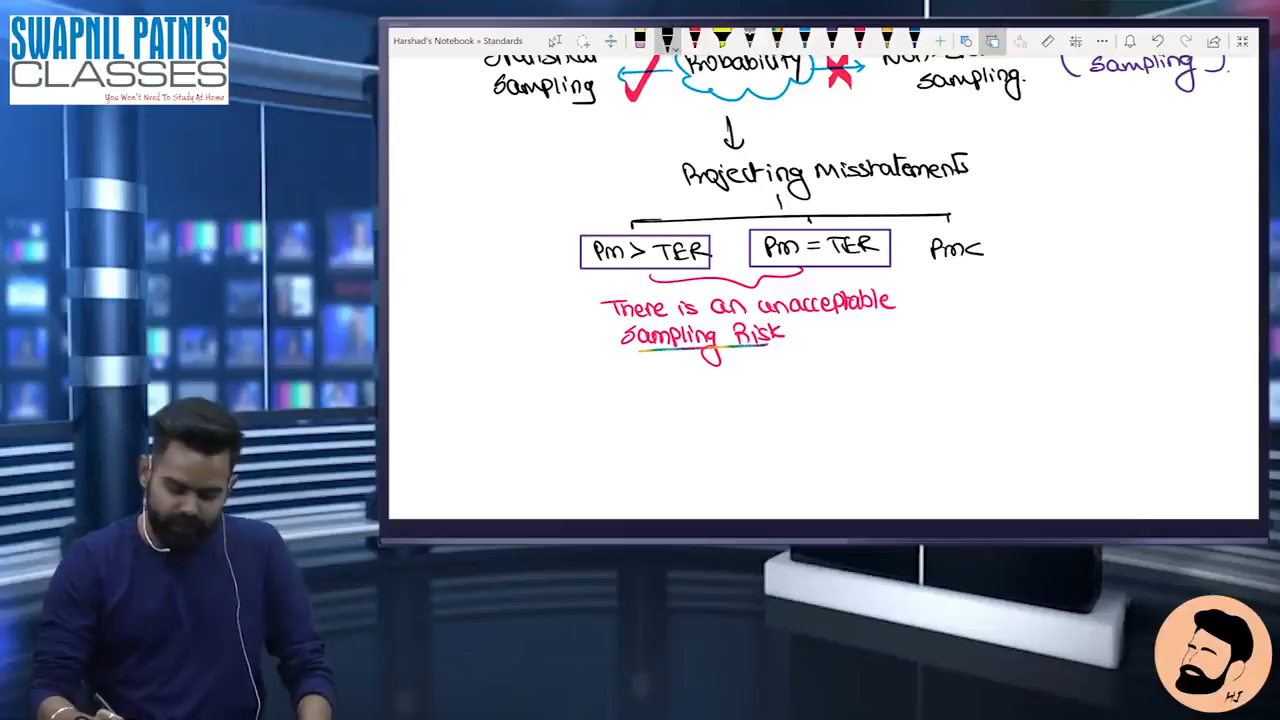 SWAPNIL PATNI'S
CLASSES
You Won't Need To Study At Home
Harshad's Notebook » Standards
Sampling
Probability
sampling.
(Sampling).
Projecting Misstatements
Pm > TER
Pm = TER
Pm<
There is an unacceptable
Sampling Risk
HJ